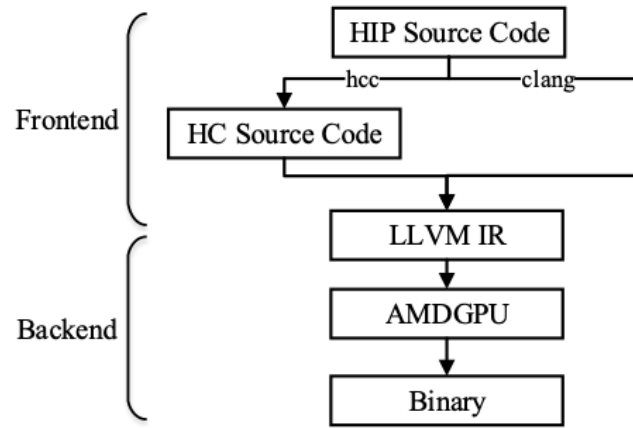 HIP Source Code
hcc
clang
Frontend
HC Source Code
LLVM IR
Backend
AMDGPU
Binary